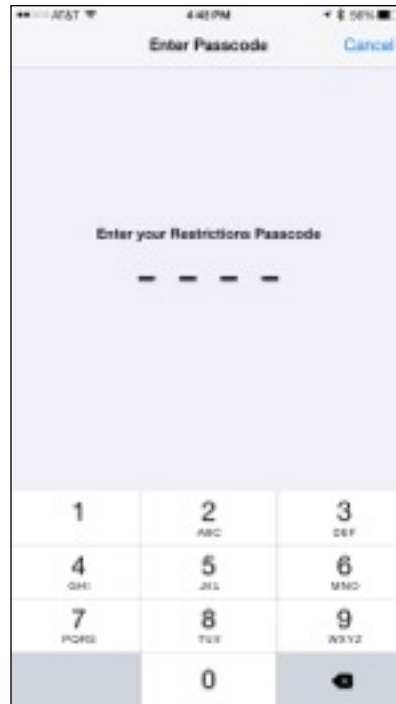 AT&T 4:48 PM 56%
Enter Passcode Cancel
Enter your Restrictions Passcode
1 2 3
ABC DEF
4 5 6
GHI JKL MNO
7 8 9
PQRS TUV WXYZ
0